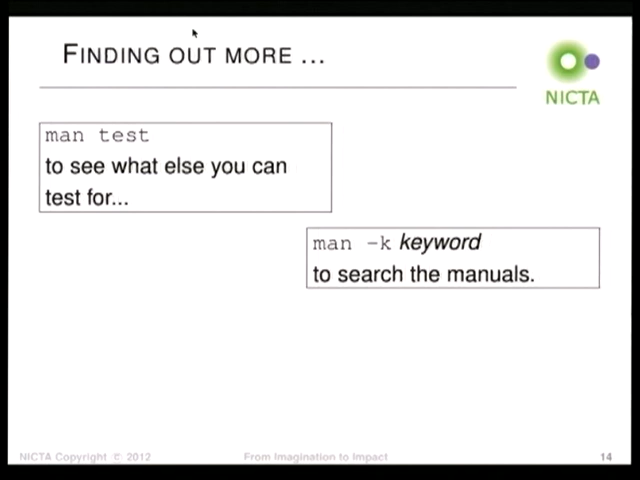 FINDING OUT MORE ...
NICTA
man test
to see what else you can
test for...
man -k keyword
to search the manuals.
NICTA Copyright © 2012
From Imagination to Impact
14